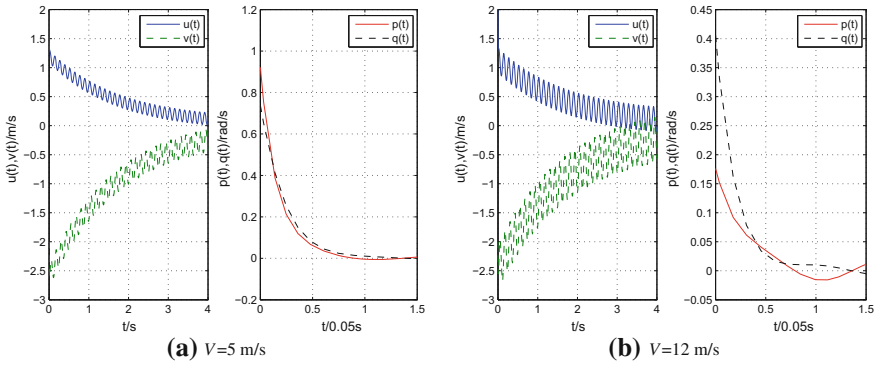 2
1.5
1
0.5
0
−0.5
−1
−1.5
−2
−2.5
−3
u(t),v(t)/m/s
u(t)
v(t)
0 1 2 3 4
t/s
1.2
1
0.8
0.6
0.4
0.2
0
−0.2
p(t),q(t)/rad/s
p(t)
q(t)
0 0.5 1 1.5
t/0.05s
(a) V=5 m/s
2
1.5
1
0.5
0
−0.5
−1
−1.5
−2
−2.5
−3
u(t),v(t)/m/s
u(t)
v(t)
0 1 2 3 4
t/s
0.45
0.4
0.35
0.3
0.25
0.2
0.15
0.1
0.05
0
−0.05
p(t),q(t)/rad/s
p(t)
q(t)
0 0.5 1 1.5
t/0.05s
(b) V=12 m/s